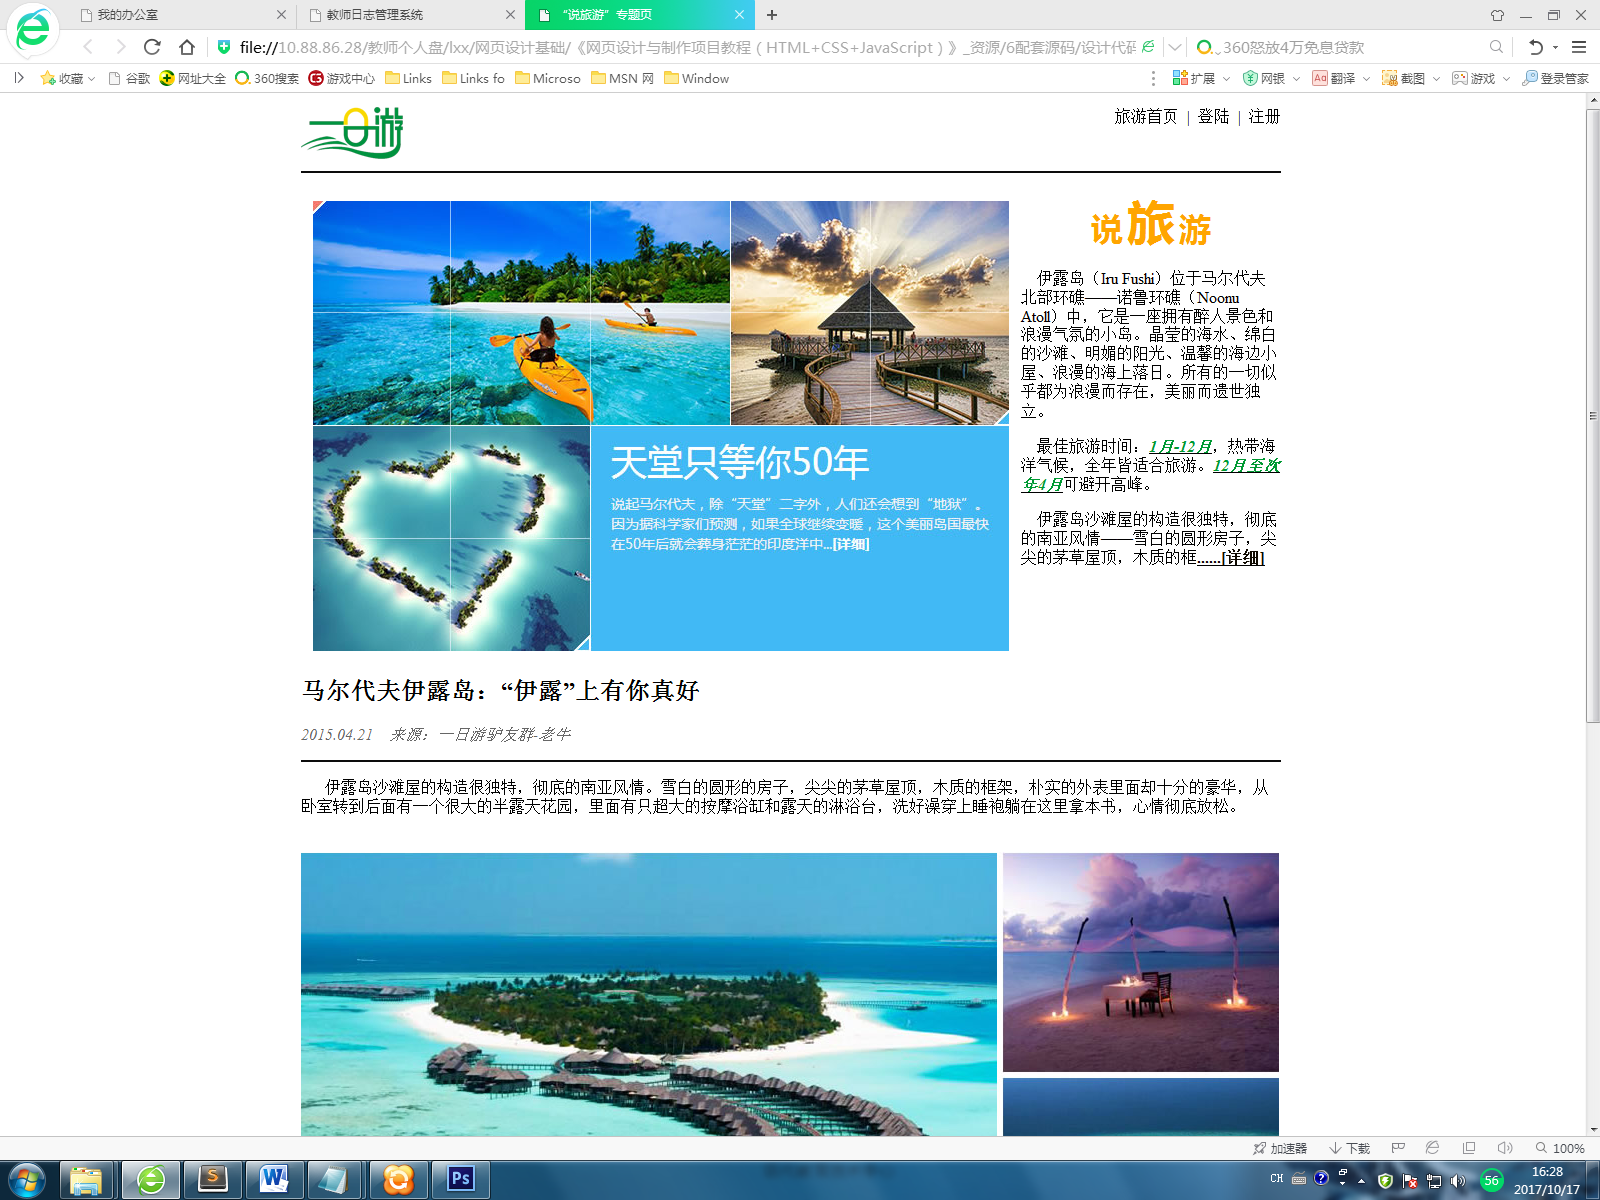 我的办公室
教师日志管理系统
“说旅游”专题页
file://10.88.86.28/教师个人盘/lxx/网页设计基础/《网页设计与制作项目教程（HTML+CSS+JavaScript）》_资源/6配套源码/设计代码
360怒放4万免息贷款
收藏 谷歌 网址大全 360搜索 游戏中心 Links Links fo Microso MSN 网 Window
扩展 网银 翻译 截图 游戏 登录管家
一日游
旅游首页 | 登陆 | 注册
说旅游
伊露岛（Iru Fushi）位于马尔代夫
北部环礁——诺鲁环礁（Noonu
Atoll）中，它是一座拥有醉人景色和
浪漫气氛的小岛。晶莹的海水、绵白
的沙滩、明媚的阳光、温馨的海边小
屋、浪漫的海上落日。所有的一切似
乎都为浪漫而存在，美丽而遗世独
立。
最佳旅游时间：1月-12月，热带海
洋气候，全年皆适合旅游。12月至次
年4月可避开高峰。
伊露岛沙滩屋的构造很独特，彻底
的南亚风情——雪白的圆形房子，尖
尖的茅草屋顶，木质的框......[详细]
天堂只等你50年
说起马尔代夫，除“天堂”二字外，人们还会想到“地狱”。
因为据科学家们预测，如果全球继续变暖，这个美丽岛国最快
在50年后就会葬身茫茫的印度洋中...[详细]
马尔代夫伊露岛：“伊露”上有你真好
2015.04.21 来源：一日游驴友群-老牛
伊露岛沙滩屋的构造很独特，彻底的南亚风情。雪白的圆形的房子，尖尖的茅草屋顶，木质的框架，朴实的外表里面却十分的豪华，从
卧室转到后面有一个很大的半露天花园，里面有只超大的按摩浴缸和露天的淋浴台，洗好澡穿上睡袍躺在这里拿本书，心情彻底放松。
加速器 下载 100%
CH
56
16:28
2017/10/17